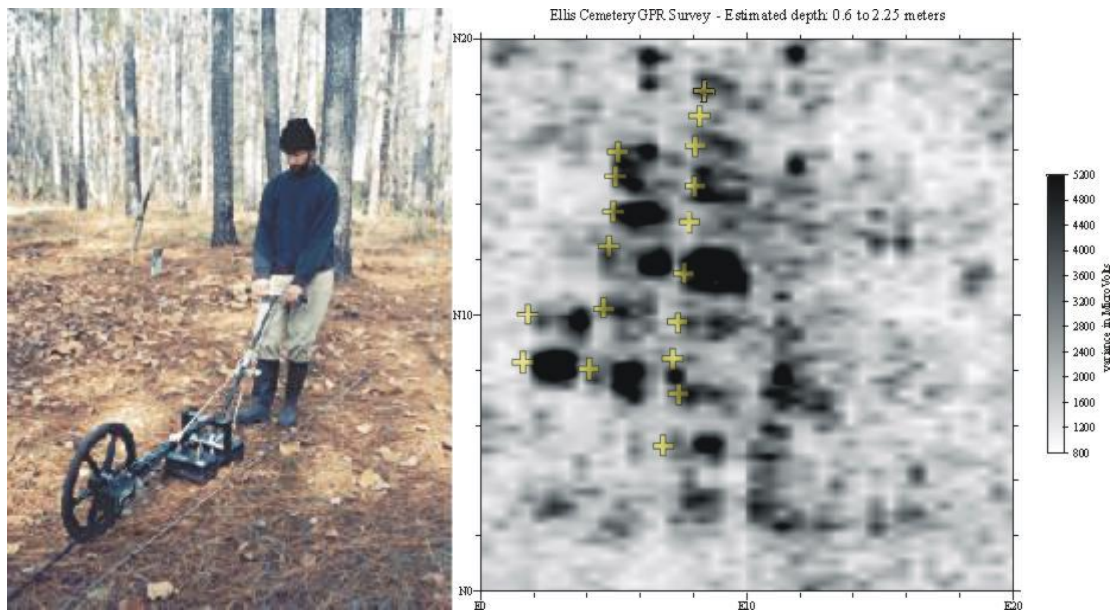 Ellis Cemetery GPR Survey - Estimated depth: 0.6 to 2.25 meters
N20
N10
N0
E0
E10
E20
5200
4800
4400
4000
3600
3200
2800
2400
2000
1600
1200
800
variance in Micro Volts